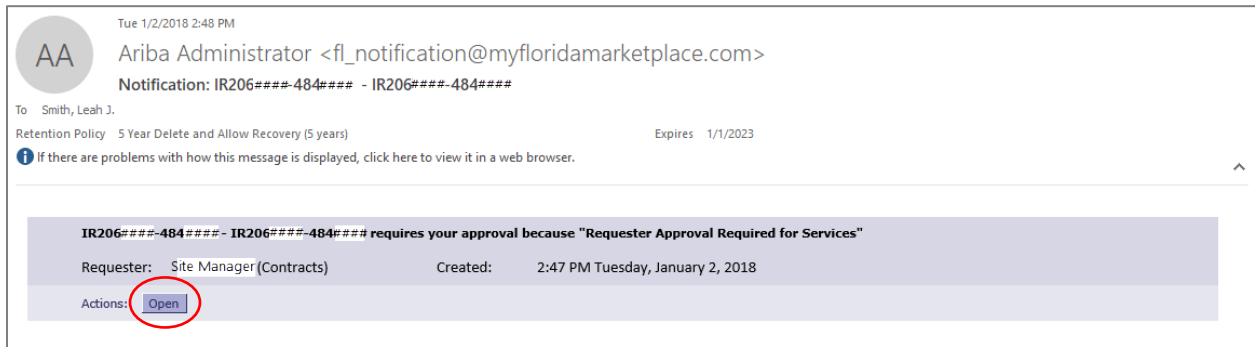 Tue 1/2/2018 2:48 PM
AA
Ariba Administrator <fl_notification@myfloridamarketplace.com>
Notification: IR206####-484#### - IR206####-484####
To Smith, Leah J.
Retention Policy 5 Year Delete and Allow Recovery (5 years) Expires 1/1/2023
If there are problems with how this message is displayed, click here to view it in a web browser.
IR206####-484####- IR206####-484#### requires your approval because "Requester Approval Required for Services"
Requester: Site Manager (Contracts) Created: 2:47 PM Tuesday, January 2, 2018
Actions: Open